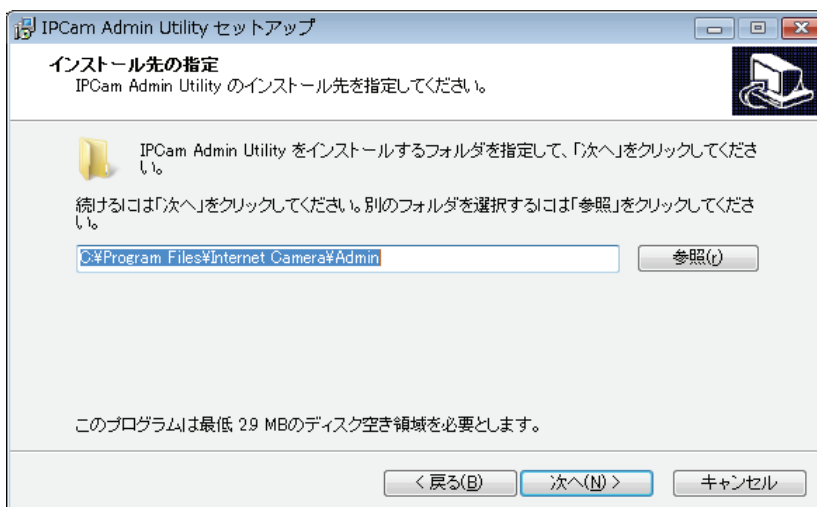 IPCam Admin Utility セットアップ
インストール先の指定
IPCam Admin Utility のインストール先を指定してください。
IPCam Admin Utility をインストールするフォルダを指定して、「次へ」をクリックしてくださ
い。
続けるには「次へ」をクリックしてください。別のフォルダを選択するには「参照」をクリックしてくださ
い。
C:¥Program Files¥Internet Camera¥Admin
参照(r)
このプログラムは最低 2.9 MBのディスク空き領域を必要とします。
< 戻る(B)
次へ(N) >
キャンセル